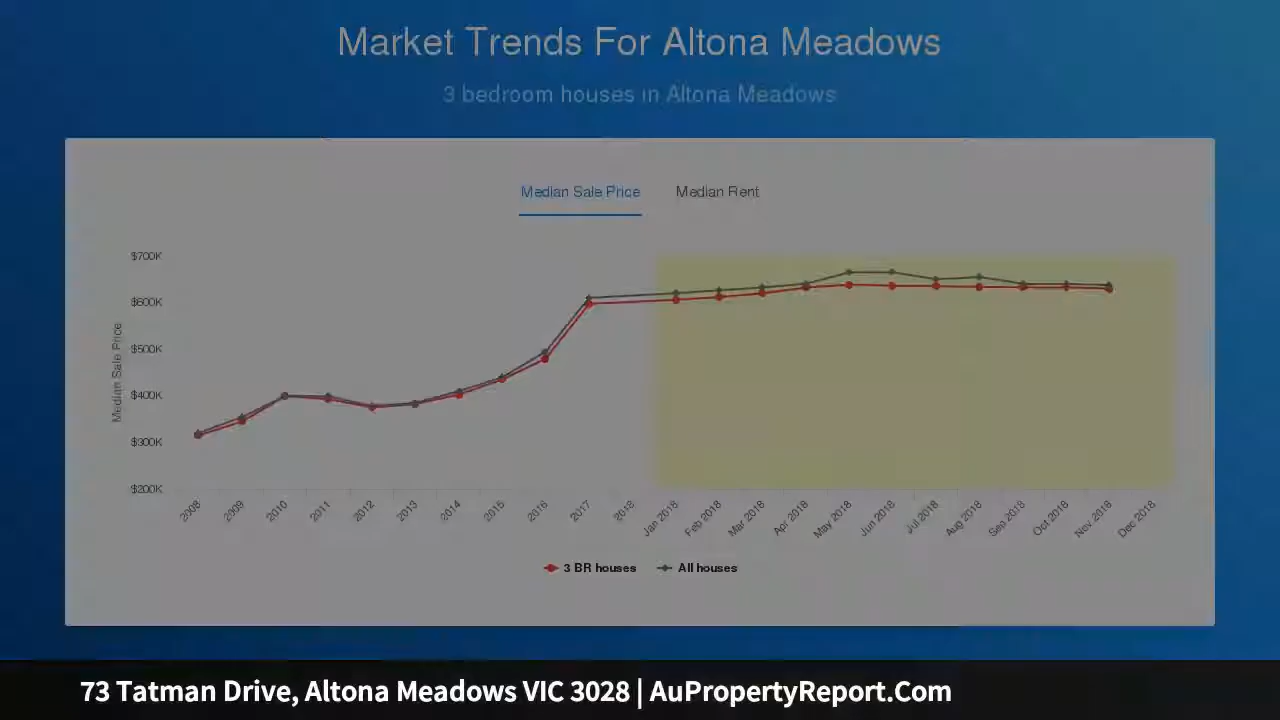 Market Trends For Altona Meadows
3 bedroom houses in Altona Meadows
Median Sale Price Median Rent
$700K
$600K
$500K
$400K
$300K
$200K
Median Sale Price
2008 2009 2010 2011 2012 2013 2014 2015 2016 2017 2018 Jan 2018 Feb 2018 Mar 2018 Apr 2018 May 2018 Jun 2018 Jul 2018 Aug 2018 Sep 2018 Oct 2018 Nov 2018 Dec 2018
3 BR houses All houses
73 Tatman Drive, Altona Meadows VIC 3028 | AuPropertyReport.Com